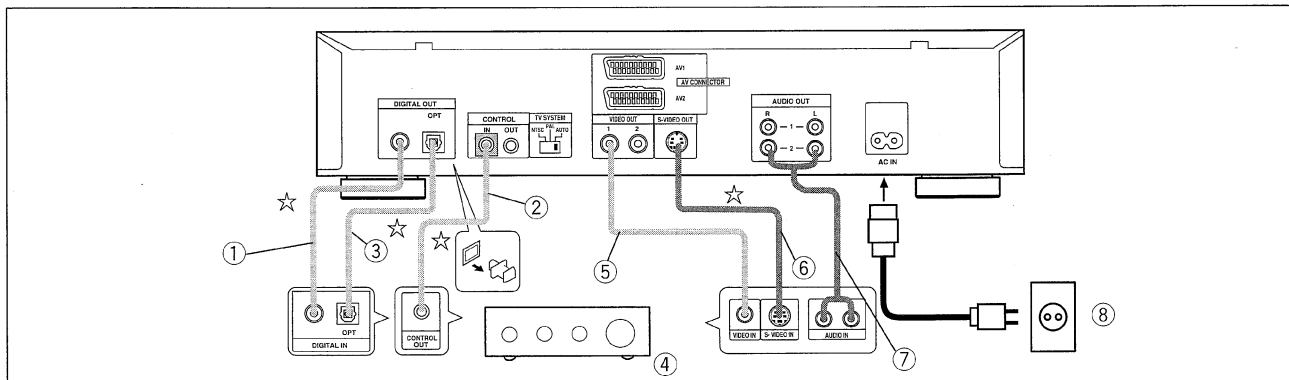 AV1
AV CONNECTOR
AV2
DIGITAL OUT
OPT
CONTROL
IN OUT
TV SYSTEM
NTSC PAL AUTO
VIDEO OUT
1 2
S-VIDEO OUT
AUDIO OUT
R L
1
2
AC IN
☆
☆
☆
☆
①
②
③
④
⑤
⑥
⑦
⑧
OPT
DIGITAL IN
CONTROL
OUT
VIDEO IN
S- VIDEO IN
AUDIO IN